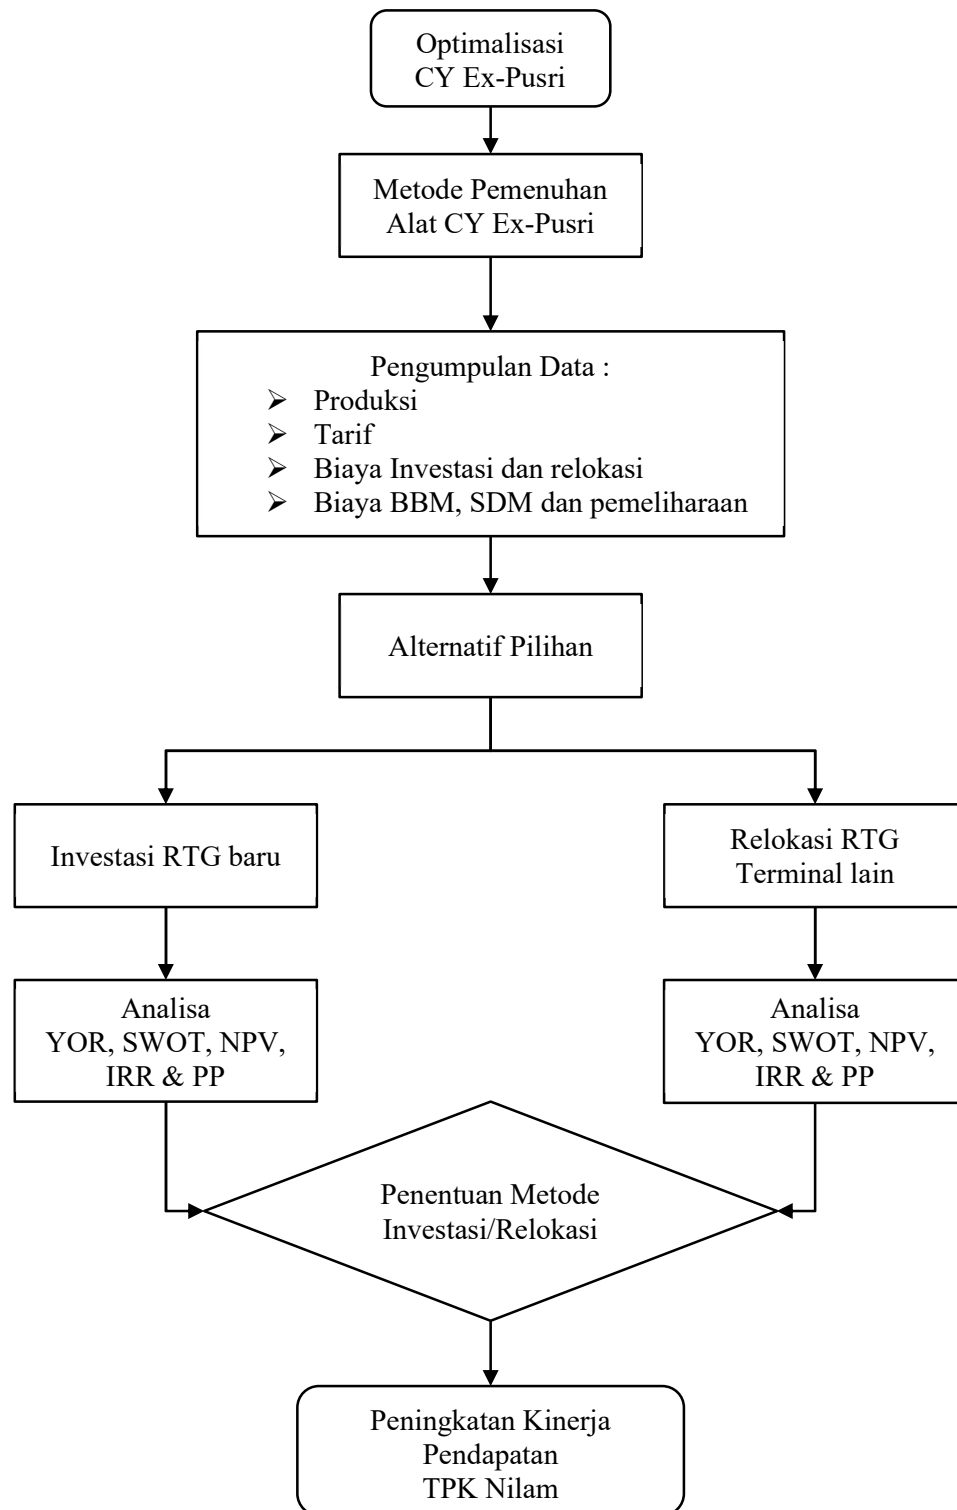 Optimalisasi
CY Ex-Pusri
Metode Pemenuhan
Alat CY Ex-Pusri
Pengumpulan Data :
➢ Produksi
➢ Tarif
➢ Biaya Investasi dan relokasi
➢ Biaya BBM, SDM dan pemeliharaan
Alternatif Pilihan
Investasi RTG baru
Relokasi RTG
Terminal lain
Analisa
YOR, SWOT, NPV,
IRR & PP
Analisa
YOR, SWOT, NPV,
IRR & PP
Penentuan Metode
Investasi/Relokasi
Peningkatan Kinerja
Pendapatan
TPK Nilam